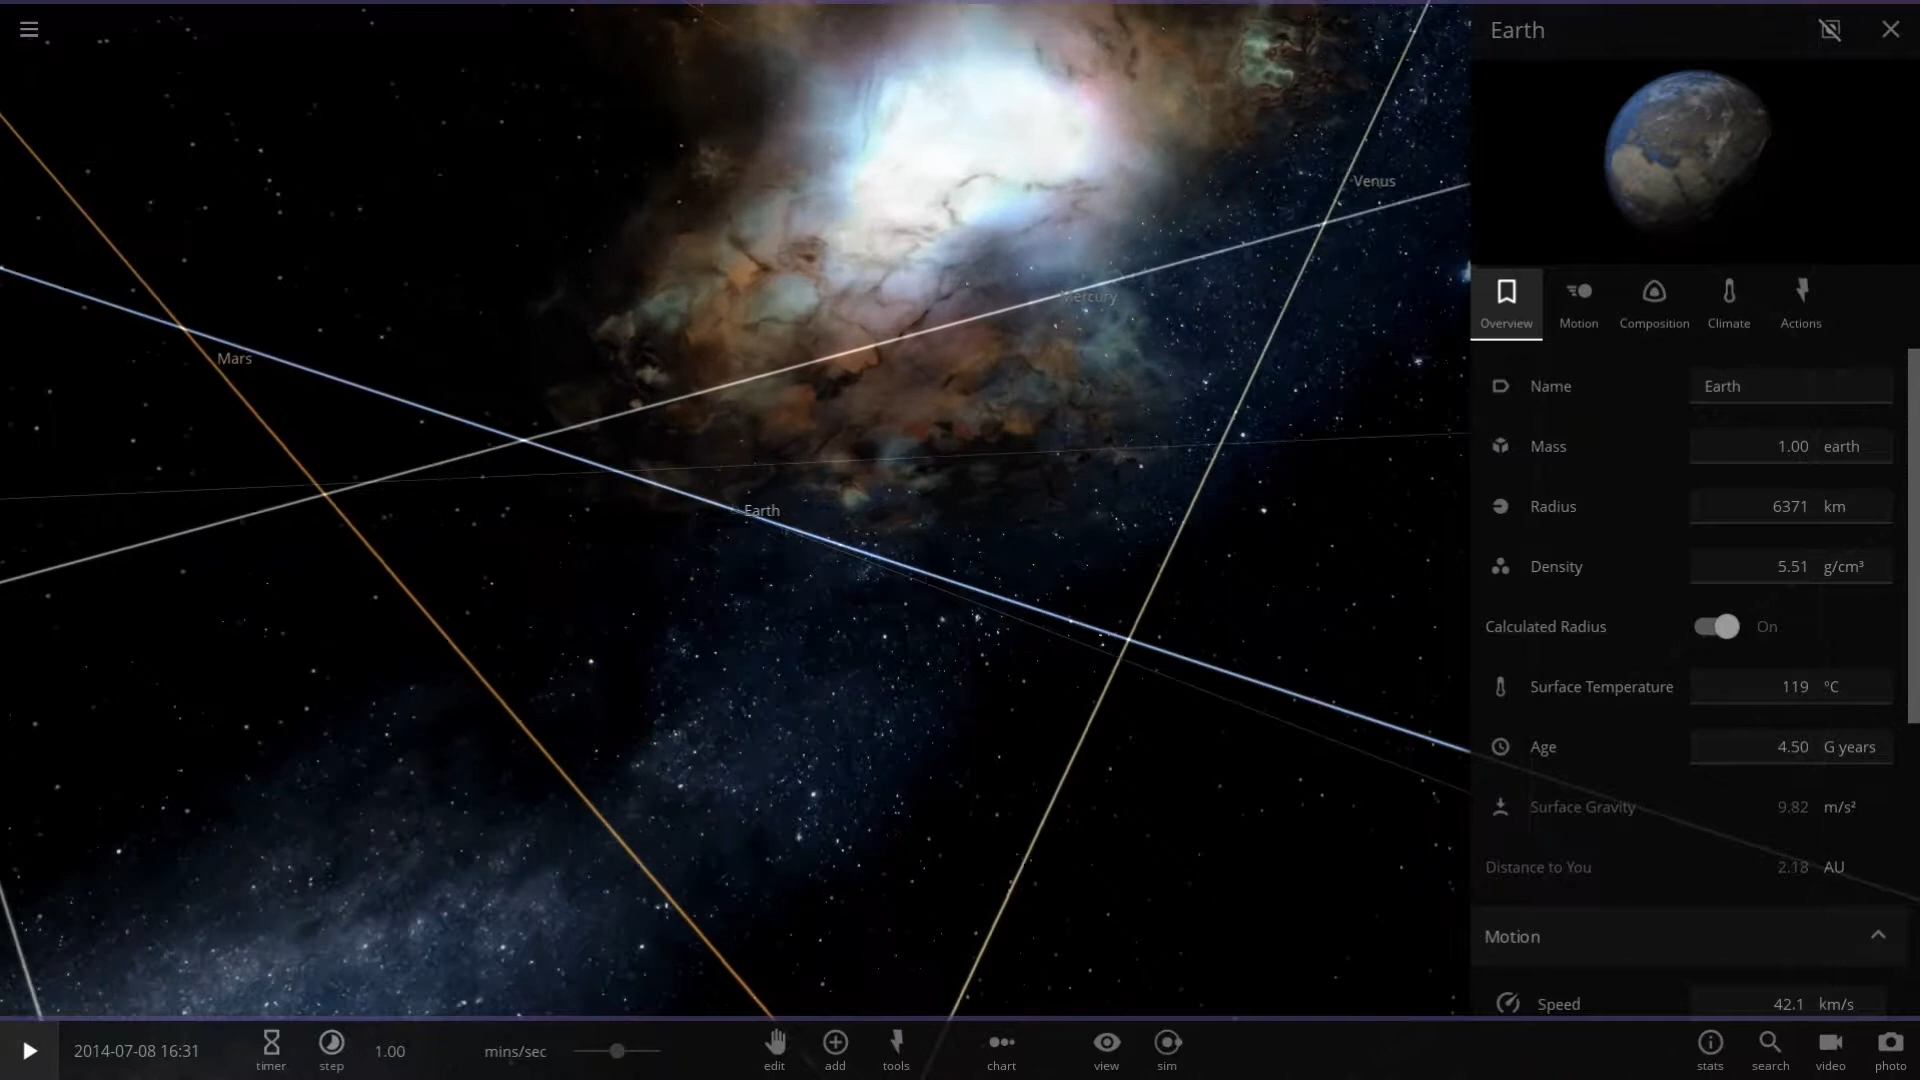 Earth
Venus
Mercury
Mars
Earth
Overview
Motion
Composition
Climate
Actions
Name Earth
Mass 1.00 earth
Radius 6371 km
Density 5.51 g/cm³
Calculated Radius On
Surface Temperature 119 °C
Age 4.50 G years
Surface Gravity 9.82 m/s²
Distance to You 2.18 AU
Motion
Speed 42.1 km/s
2014-07-08 16:31
timer
step
1.00 mins/sec
edit
add
tools
chart
view
sim
stats
search
video
photo